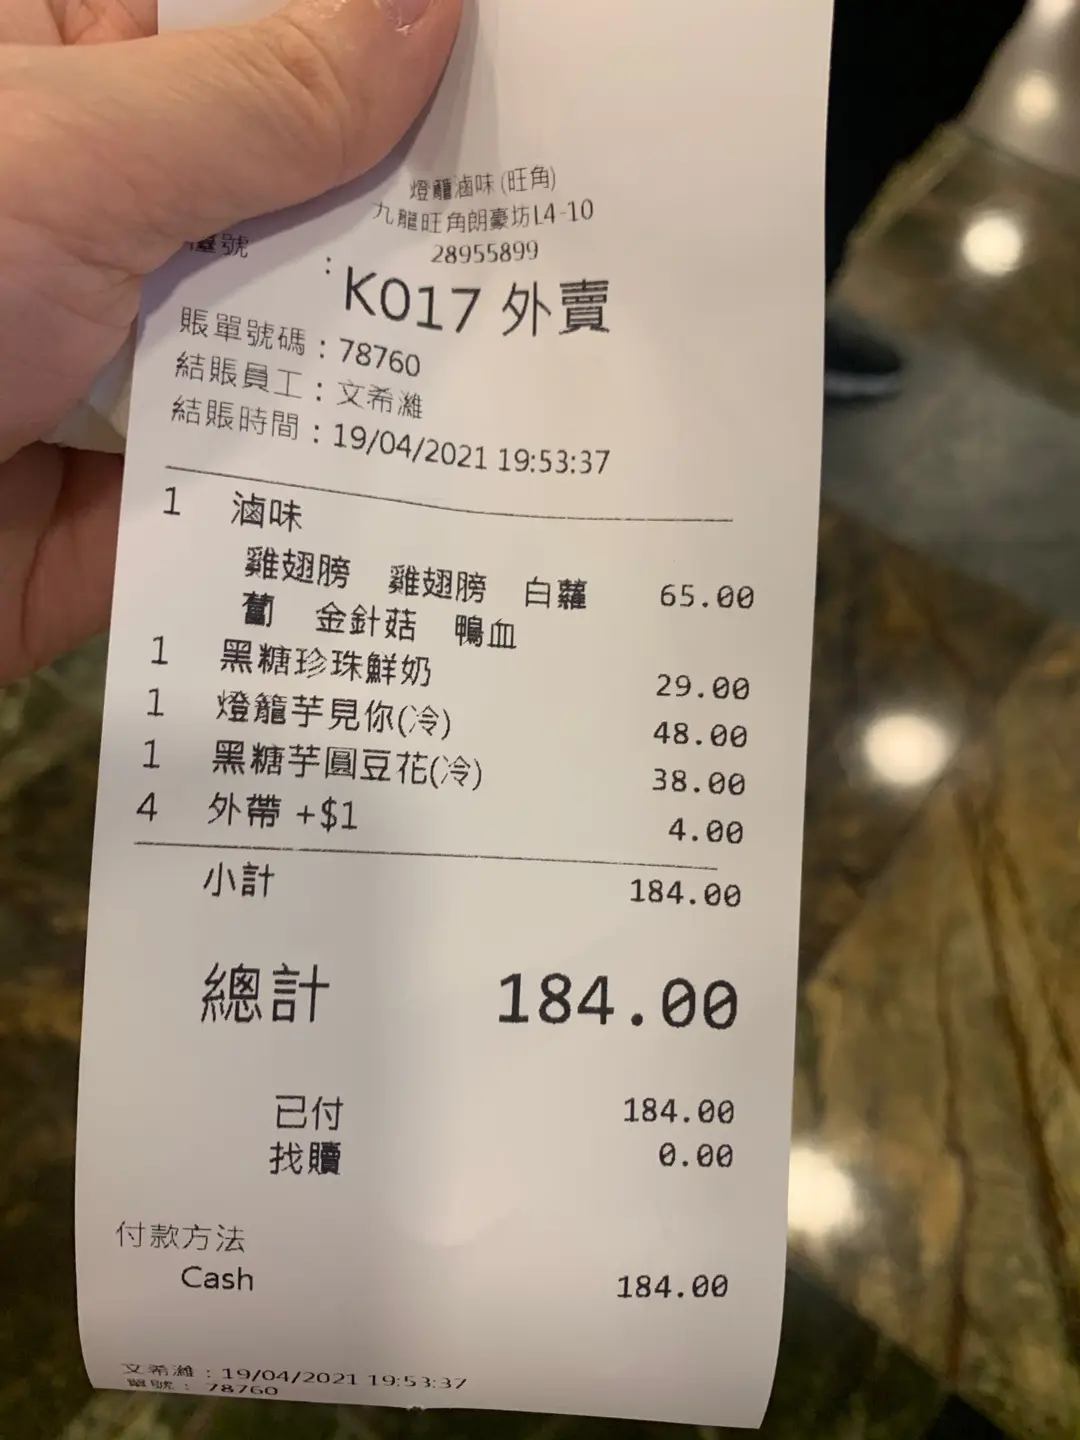 燈籠滷味(旺角)
九龍旺角朗豪坊L4-10
28955899
檯號 : K017 外賣
賬單號碼 : 78760
結賬員工 : 文希濰
結賬時間 : 19/04/2021 19:53:37
1 滷味
雞翅膀 雞翅膀 白蘿 65.00
蔔 金針菇 鴨血
1 黑糖珍珠鮮奶 29.00
1 燈籠芋見你(冷) 48.00
1 黑糖芋圓豆花(冷) 38.00
4 外帶 +$1 4.00
小計 184.00
總計 184.00
已付 184.00
找贖 0.00
付款方法
Cash 184.00
文希濰 : 19/04/2021 19:53:37
單號 : 78760